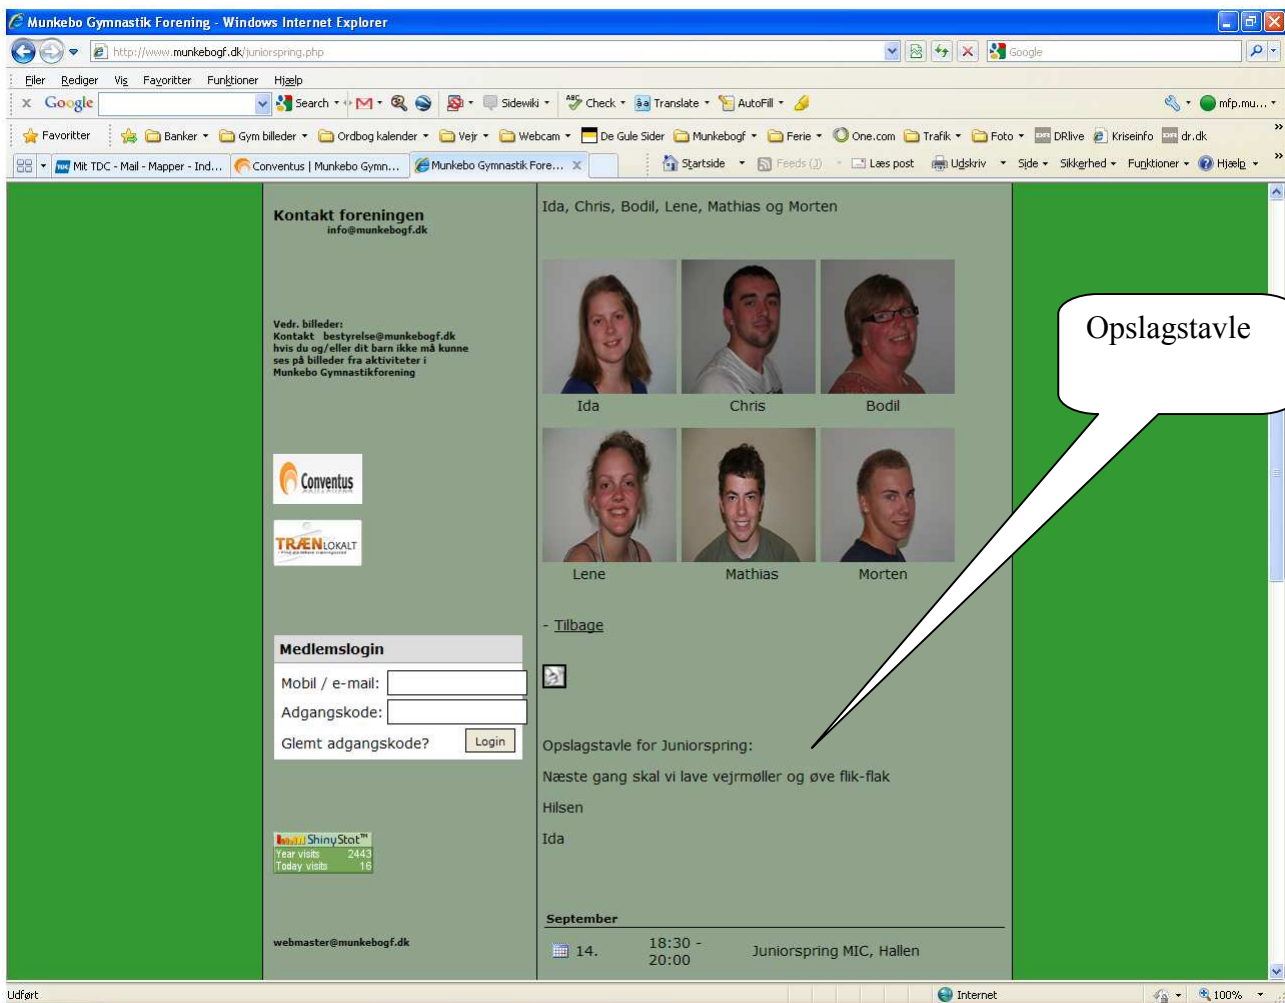 Munkebo Gymnastik Forening - Windows Internet Explorer
http://www.munkebogf.dk/juniorspring.php
Google
Filer Rediger Vis Favoritter Funktioner Hjælp
x Google Search Sidewiki Check Translate AutoFill mfp.mu...
Favoritter Banker Gym billeder Ordbog kalender Vejr Webcam De Gule Sider Munkebogf Ferie One.com Trafik Foto DRlive Kriseinfo dr.dk »
Mit TDC - Mail - Mapper - Ind... Conventus | Munkebo Gymn... Munkebo Gymnastik Fore... X Startside Feeds (J) Læs post Udskriv Side Sikkerhed Funktioner Hjælp »
Kontakt foreningen
info@munkebogf.dk
Vedr. billeder:
Kontakt bestyrelse@munkebogf.dk
hvis du og/eller dit barn ikke må kunne
ses på billeder fra aktiviteter i
Munkebo Gymnastikforening
Conventus
TRÆNLOKALT
Medlemslogin
Mobil / e-mail:
Adgangskode:
Glemt adgangskode? Login
ShinyStat™
Year visits 2443
Today visits 16
webmaster@munkebogf.dk
Ida, Chris, Bodil, Lene, Mathias og Morten
Ida Chris Bodil
Lene Mathias Morten
- Tilbage
Opslagstavle for Juniorspring:
Næste gang skal vi lave vejrmøller og øve flik-flak
Hilsen
Ida
September
14. 18:30 - 20:00 Juniorspring MIC, Hallen
Opslagstavle
Udført Internet 100%